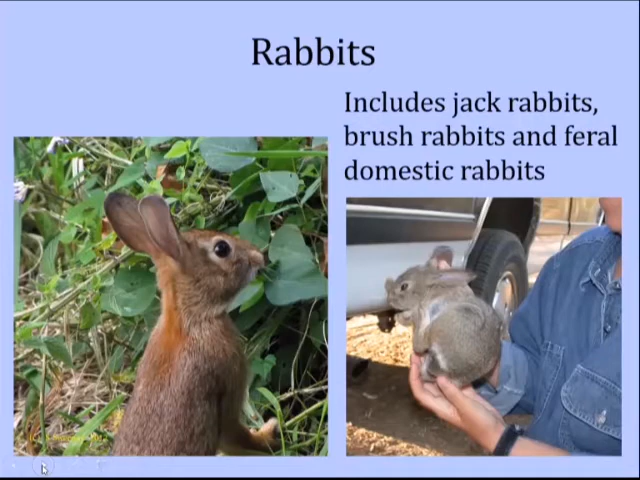 Rabbits
Includes jack rabbits,
brush rabbits and feral
domestic rabbits